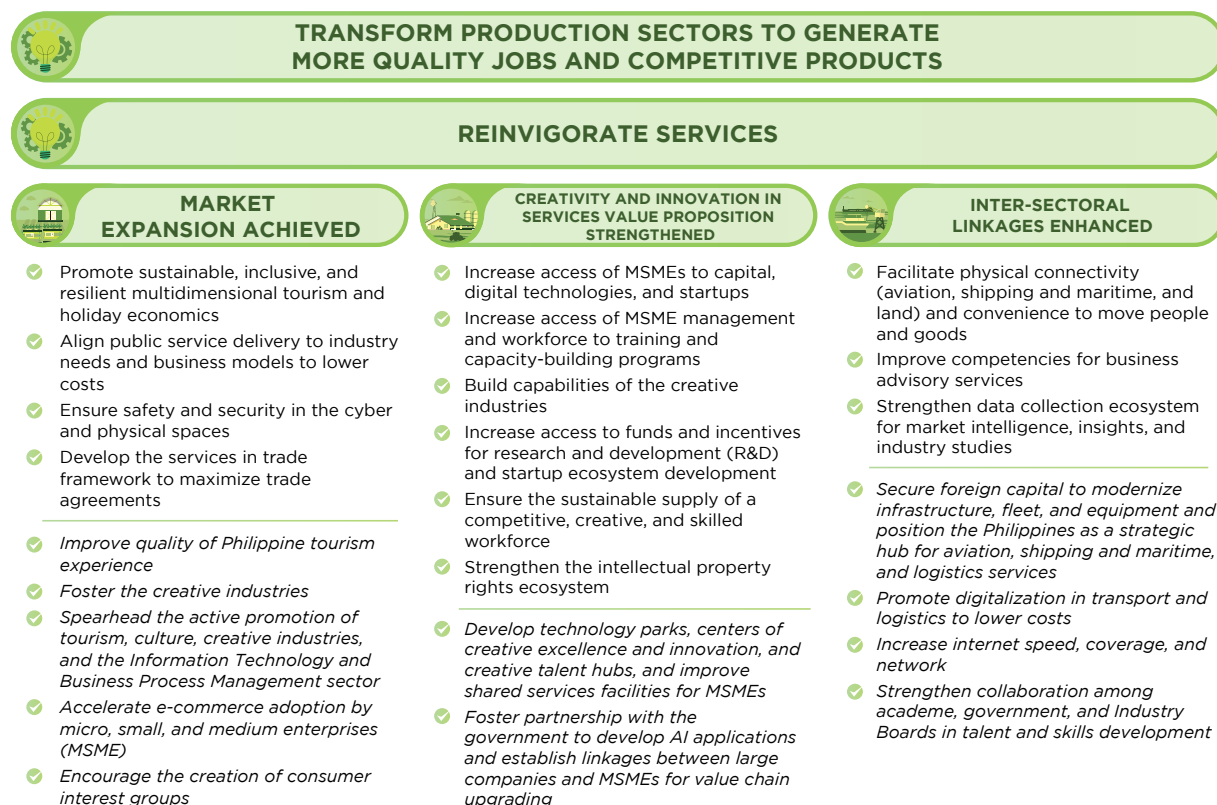 TRANSFORM PRODUCTION SECTORS TO GENERATE
MORE QUALITY JOBS AND COMPETITIVE PRODUCTS
REINVIGORATE SERVICES
MARKET
EXPANSION ACHIEVED
Promote sustainable, inclusive, and
resilient multidimensional tourism and
holiday economics
Align public service delivery to industry
needs and business models to lower
costs
Ensure safety and security in the cyber
and physical spaces
Develop the services in trade
framework to maximize trade
agreements
Improve quality of Philippine tourism
experience
Foster the creative industries
Spearhead the active promotion of
tourism, culture, creative industries,
and the Information Technology and
Business Process Management sector
Accelerate e-commerce adoption by
micro, small, and medium enterprises
(MSME)
Encourage the creation of consumer
interest groups
CREATIVITY AND INNOVATION IN
SERVICES VALUE PROPOSITION
STRENGTHENED
Increase access of MSMEs to capital,
digital technologies, and startups
Increase access of MSME management
and workforce to training and
capacity-building programs
Build capabilities of the creative
industries
Increase access to funds and incentives
for research and development (R&D)
and startup ecosystem development
Ensure the sustainable supply of a
competitive, creative, and skilled
workforce
Strengthen the intellectual property
rights ecosystem
Develop technology parks, centers of
creative excellence and innovation, and
creative talent hubs, and improve
shared services facilities for MSMEs
Foster partnership with the
government to develop AI applications
and establish linkages between large
companies and MSMEs for value chain
upgrading
INTER-SECTORAL
LINKAGES ENHANCED
Facilitate physical connectivity
(aviation, shipping and maritime, and
land) and convenience to move people
and goods
Improve competencies for business
advisory services
Strengthen data collection ecosystem
for market intelligence, insights, and
industry studies
Secure foreign capital to modernize
infrastructure, fleet, and equipment and
position the Philippines as a strategic
hub for aviation, shipping and maritime,
and logistics services
Promote digitalization in transport and
logistics to lower costs
Increase internet speed, coverage, and
network
Strengthen collaboration among
academe, government, and Industry
Boards in talent and skills development